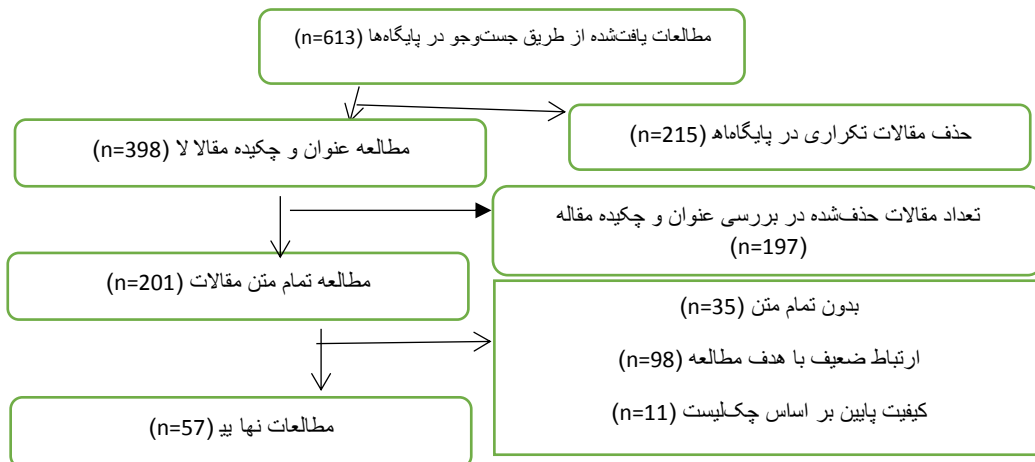 مطالعات یافت‌شده از طریق جست‌وجو در پایگاه‌ها (n=613)
حذف مقالات تکراری در پایگاه‌اه (n=215)
مطالعه عنوان و چکیده مقالا لا (n=398)
تعداد مقالات حذف‌شده در بررسی عنوان و چکیده مقاله
(n=197)
مطالعه تمام متن مقالات (n=201)
بدون تمام متن (n=35)
ارتباط ضعیف با هدف مطالعه (n=98)
کیفیت پایین بر اساس چک‌لیست (n=11)
مطالعات نها یپ (n=57)